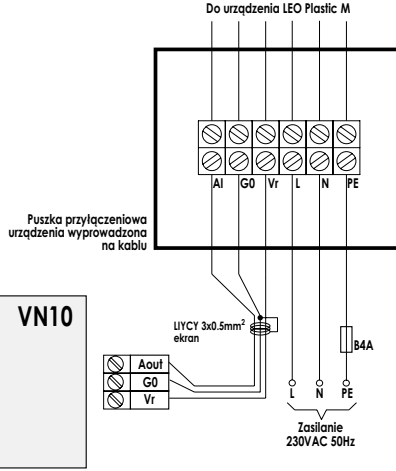 Do urządzenia LEO Plastic M
AI G0 Vr L N PE
Puszka przyłączeniowa
urządzenia wyprowadzona
na kablu
VN10
LIYCY 3x0.5mm²
ekran
B4A
Aout
G0
Vr
L N PE
Zasilanie
230VAC 50Hz